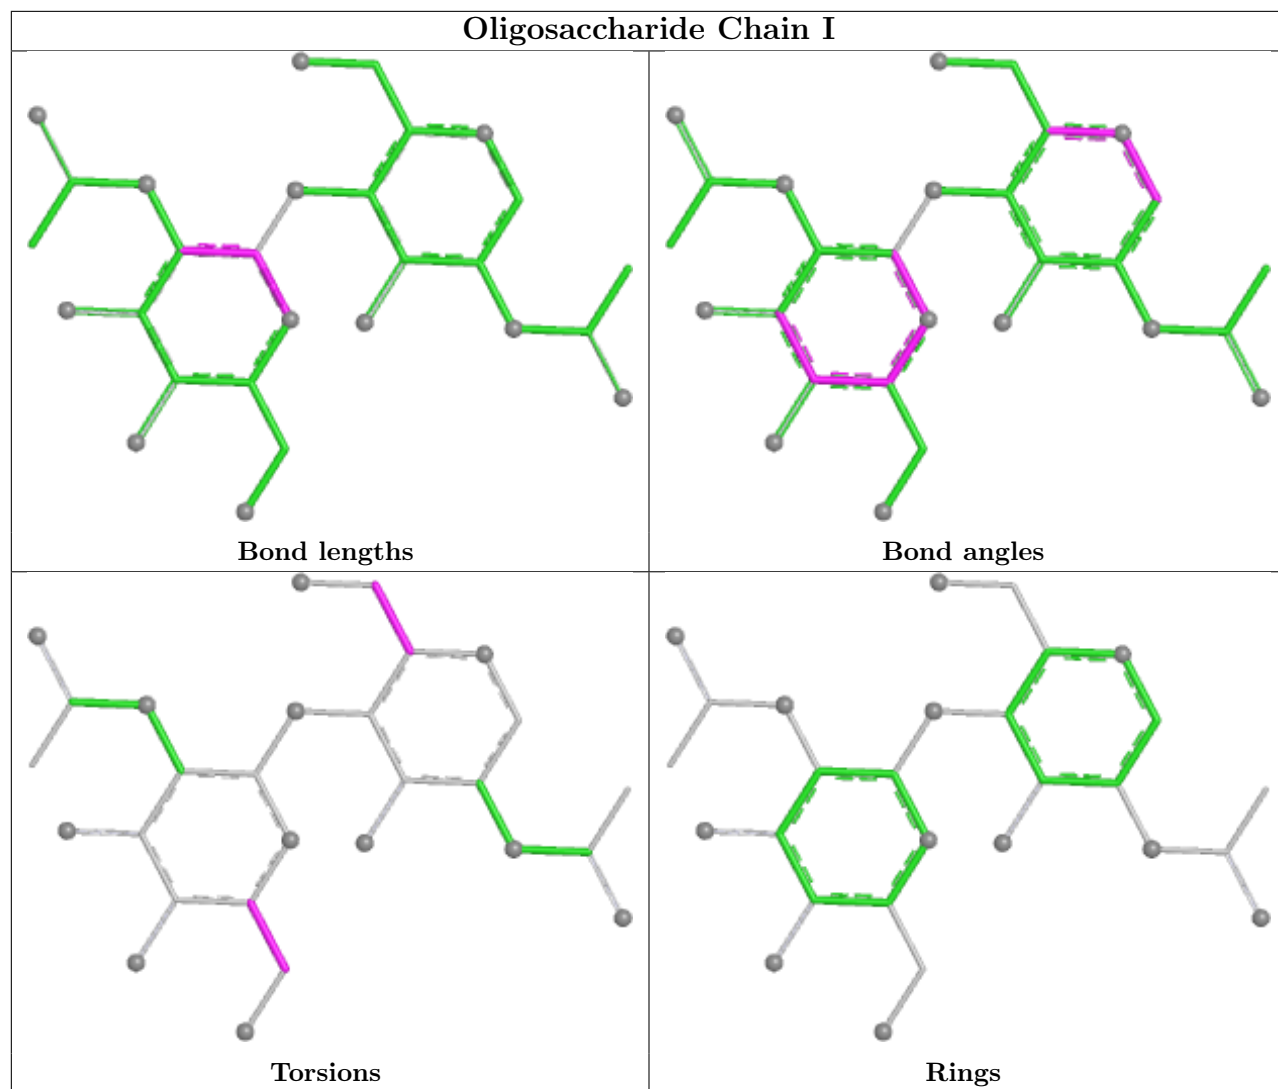 Oligosaccharide Chain I
Bond lengths
Bond angles
Torsions
Rings